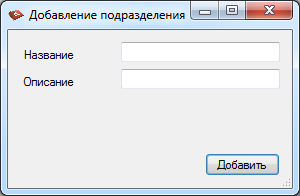 Добавление подразделения
Название
Описание
Добавить